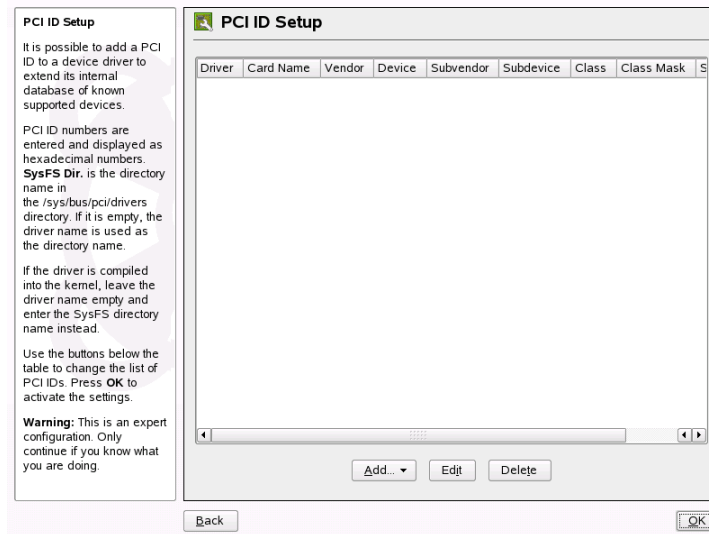 PCI ID Setup
It is possible to add a PCI
ID to a device driver to
extend its internal
database of known
supported devices.
PCI ID numbers are
entered and displayed as
hexadecimal numbers.
SysFS Dir. is the directory
name in
the /sys/bus/pci/drivers
directory. If it is empty, the
driver name is used as
the directory name.
If the driver is compiled
into the kernel, leave the
driver name empty and
enter the SysFS directory
name instead.
Use the buttons below the
table to change the list of
PCI IDs. Press OK to
activate the settings.
Warning: This is an expert
configuration. Only
continue if you know what
you are doing.
PCI ID Setup
Driver Card Name Vendor Device Subvendor Subdevice Class Class Mask S
Add... Edit Delete
Back OK